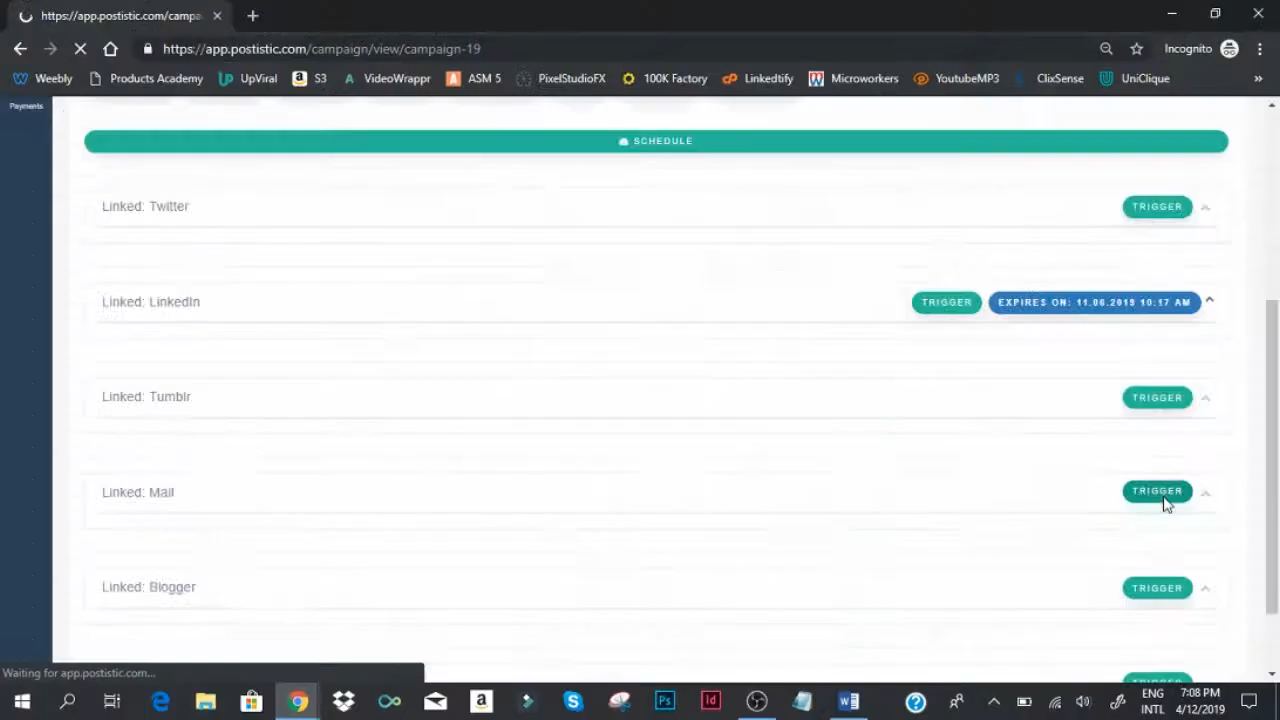 https://app.postistic.com/campa
https://app.postistic.com/campaign/view/campaign-19
Incognito
Weebly
Products Academy
UpViral
S3
VideoWrappr
ASM 5
PixelStudioFX
100K Factory
Linkedtify
Microworkers
YoutubeMP3
ClixSense
UniClique
»
Payments
SCHEDULE
Linked: Twitter
TRIGGER
Linked: LinkedIn
TRIGGER
EXPIRES ON: 11.06.2019 10:17 AM
Linked: Tumblr
TRIGGER
Linked: Mail
TRIGGER
Linked: Blogger
TRIGGER
TRIGGER
Waiting for app.postistic.com...
ENG
INTL
7:08 PM
4/12/2019